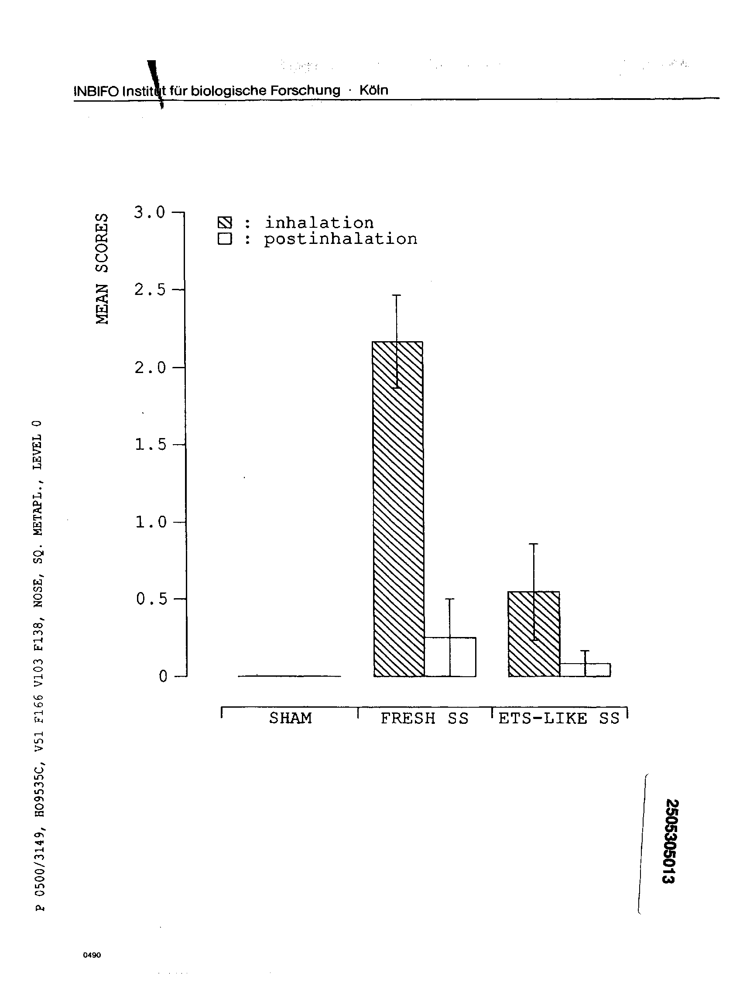 INBIFO Institut für biologische Forschung · Köln
MEAN SCORES
3.0
2.5
2.0
1.5
1.0
0.5
0
: inhalation
: postinhalation
SHAM
FRESH SS
ETS-LIKE SS
P 0500/3149, HO9535C, V51 F166 V103 F138, NOSE, SQ. METAPL., LEVEL 0
2505305013
0490